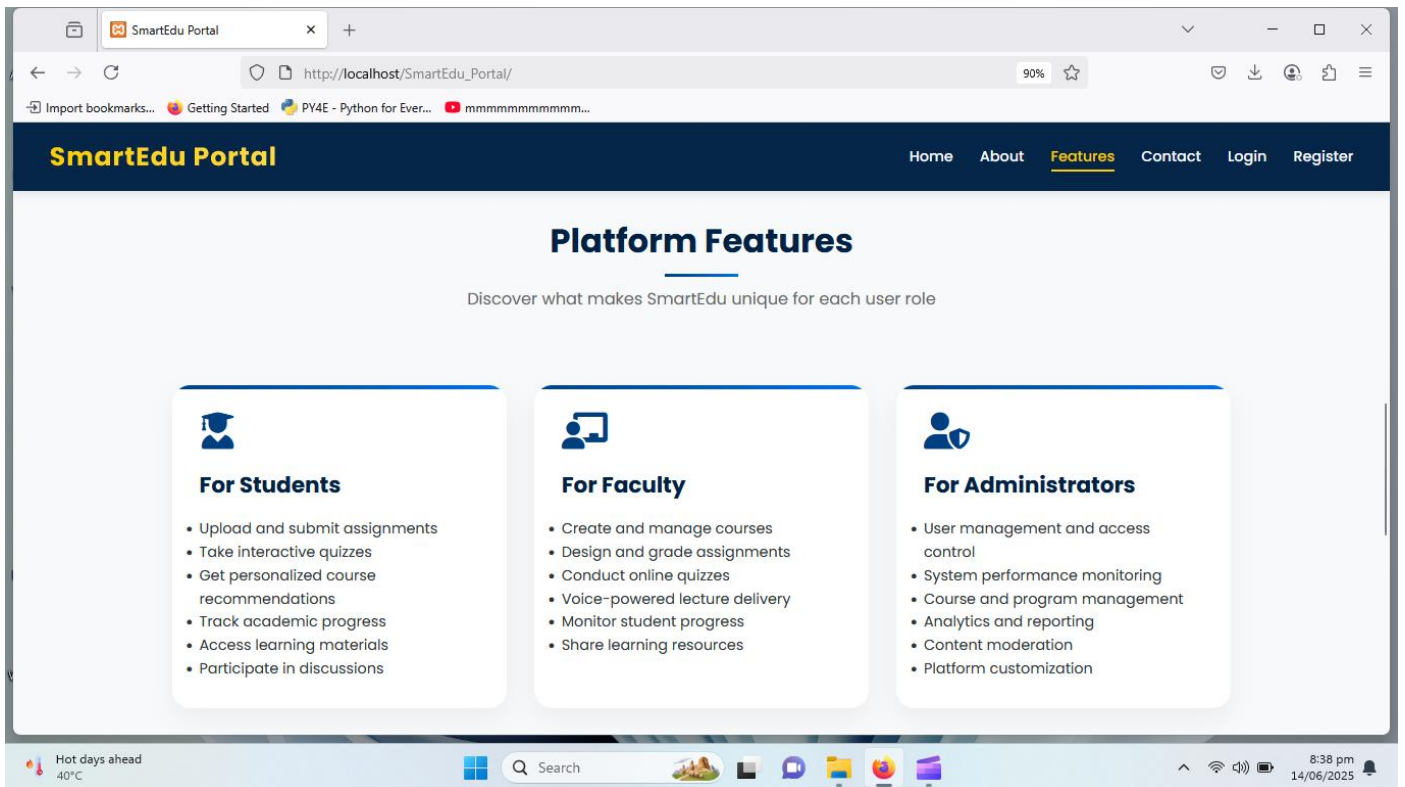 SmartEdu Portal
http://localhost/SmartEdu_Portal/
90%
Import bookmarks...
Getting Started
PY4E - Python for Ever...
mmmmmmmmmmm...
SmartEdu Portal
Home
About
Features
Contact
Login
Register
Platform Features
Discover what makes SmartEdu unique for each user role
For Students
• Upload and submit assignments
• Take interactive quizzes
• Get personalized course
recommendations
• Track academic progress
• Access learning materials
• Participate in discussions
For Faculty
• Create and manage courses
• Design and grade assignments
• Conduct online quizzes
• Voice-powered lecture delivery
• Monitor student progress
• Share learning resources
For Administrators
• User management and access
control
• System performance monitoring
• Course and program management
• Analytics and reporting
• Content moderation
• Platform customization
Hot days ahead
40°C
Search
8:38 pm
14/06/2025